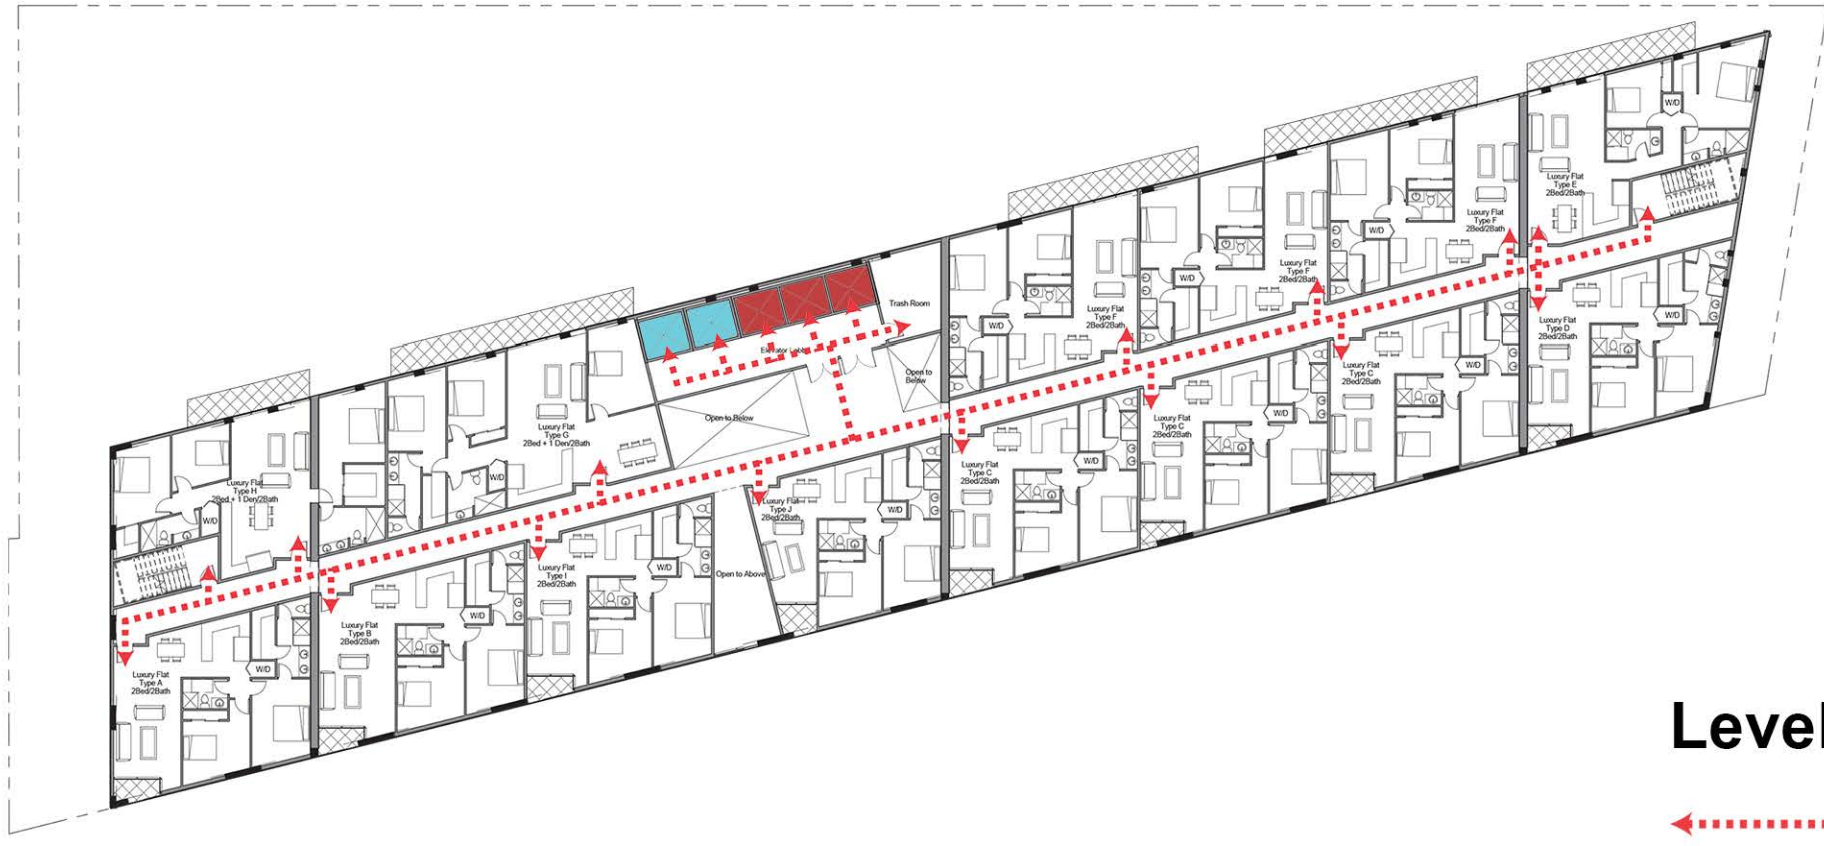 W/D
Luxury Flat
Type E
2Bed/2Bath
Luxury Flat
Type F
2Bed/2Bath
W/D
Luxury Flat
Type F
2Bed/2Bath
W/D
Luxury Flat
Type F
2Bed/2Bath
W/D
Trash Room
Elevator Lobby
Open to
Below
Open to Below
Luxury Flat
Type G
2Bed + 1 Den/2Bath
W/D
Luxury Flat
Type H
2Bed + 1 Den/2Bath
W/D
Luxury Flat
Type D
2Bed/2Bath
W/D
Luxury Flat
Type C
2Bed/2Bath
W/D
Luxury Flat
Type C
2Bed/2Bath
W/D
Luxury Flat
Type C
2Bed/2Bath
W/D
Luxury Flat
Type J
2Bed/2Bath
W/D
Open to Above
Luxury Flat
Type I
2Bed/2Bath
W/D
Luxury Flat
Type B
2Bed/2Bath
W/D
Luxury Flat
Type A
2Bed/2Bath
W/D
Level